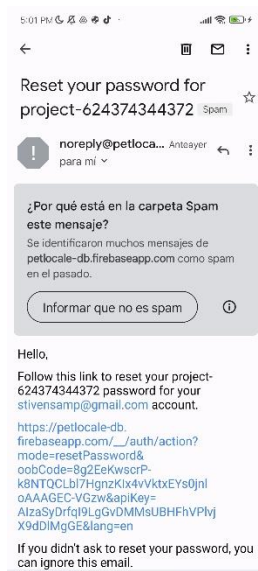 5:01 PM
Reset your password for
project-624374344372 Spam
noreply@petloca... Anteayer
para mí
¿Por qué está en la carpeta Spam
este mensaje?
Se identificaron muchos mensajes de
petlocale-db.firebaseapp.com como spam
en el pasado.
Informar que no es spam
Hello,
Follow this link to reset your project-
624374344372 password for your
stivensamp@gmail.com account.
https://petlocale-db.
firebaseapp.com/__/auth/action?
mode=resetPassword&
oobCode=8g2EeKwscrP-
k8NTQCLbl7HgnzKIx4vVktxEYs0jnl
oAAAGEC-VGzw&apiKey=
AIzaSyDrfqI9LgGvDMMsUBHFhVPlvj
X9dDlMgGE&lang=en
If you didn't ask to reset your password, you
can ignore this email.